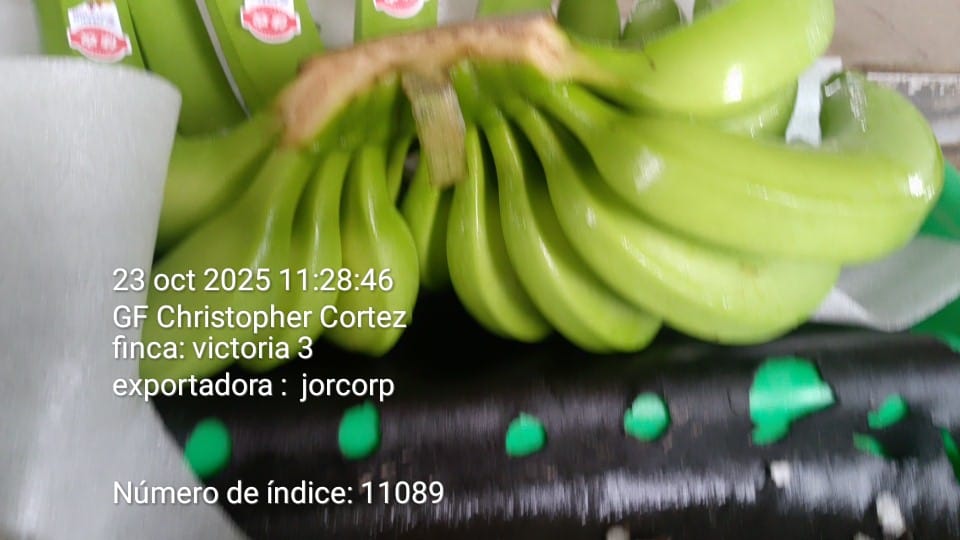 23 oct 2025 11:28:46
GF Christopher Cortez
finca: victoria 3
exportadora :  jorcorp
Número de índice: 11089